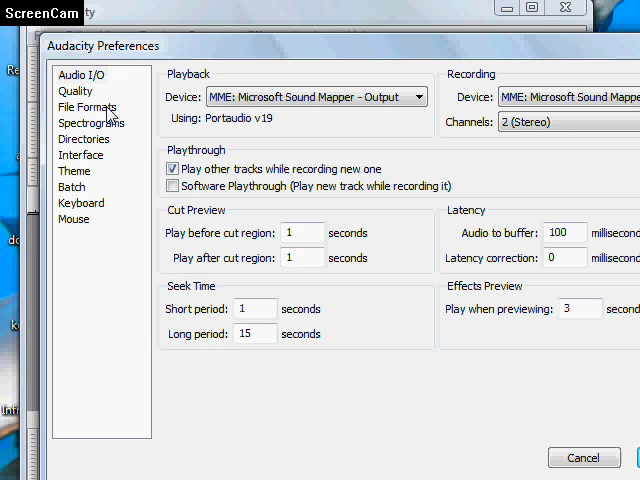 ScreenCam
ty
Audacity Preferences
Audio I/O
Quality
File Formats
Spectrograms
Directories
Interface
Theme
Batch
Keyboard
Mouse
Playback
Device: MME: Microsoft Sound Mapper - Output
Using: Portaudio v19
Recording
Device: MME: Microsoft Sound Mappe
Channels: 2 (Stereo)
Playthrough
Play other tracks while recording new one
Software Playthrough (Play new track while recording it)
Cut Preview
Play before cut region: 1 seconds
Play after cut region: 1 seconds
Latency
Audio to buffer: 100 millisecon
Latency correction: 0 millisecon
Seek Time
Short period: 1 seconds
Long period: 15 seconds
Effects Preview
Play when previewing: 3 second
Cancel